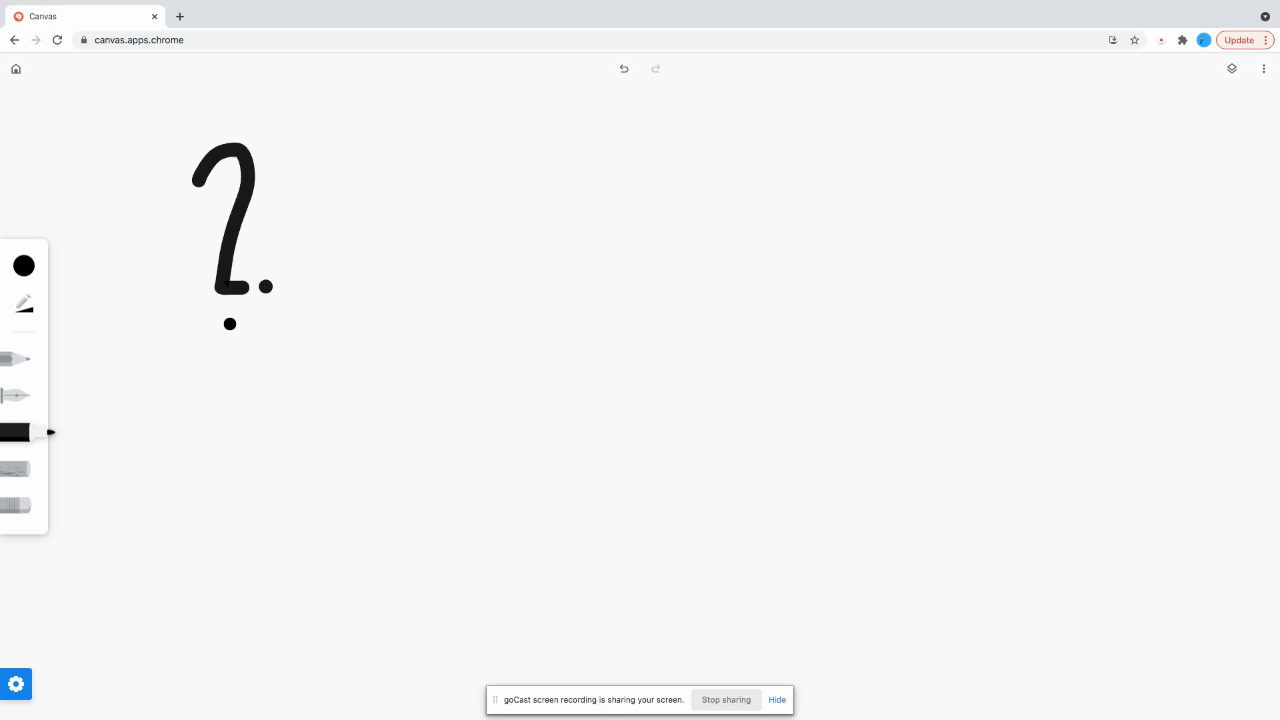 Canvas
canvas.apps.chrome
Update
?.
goCast screen recording is sharing your screen. Stop sharing Hide